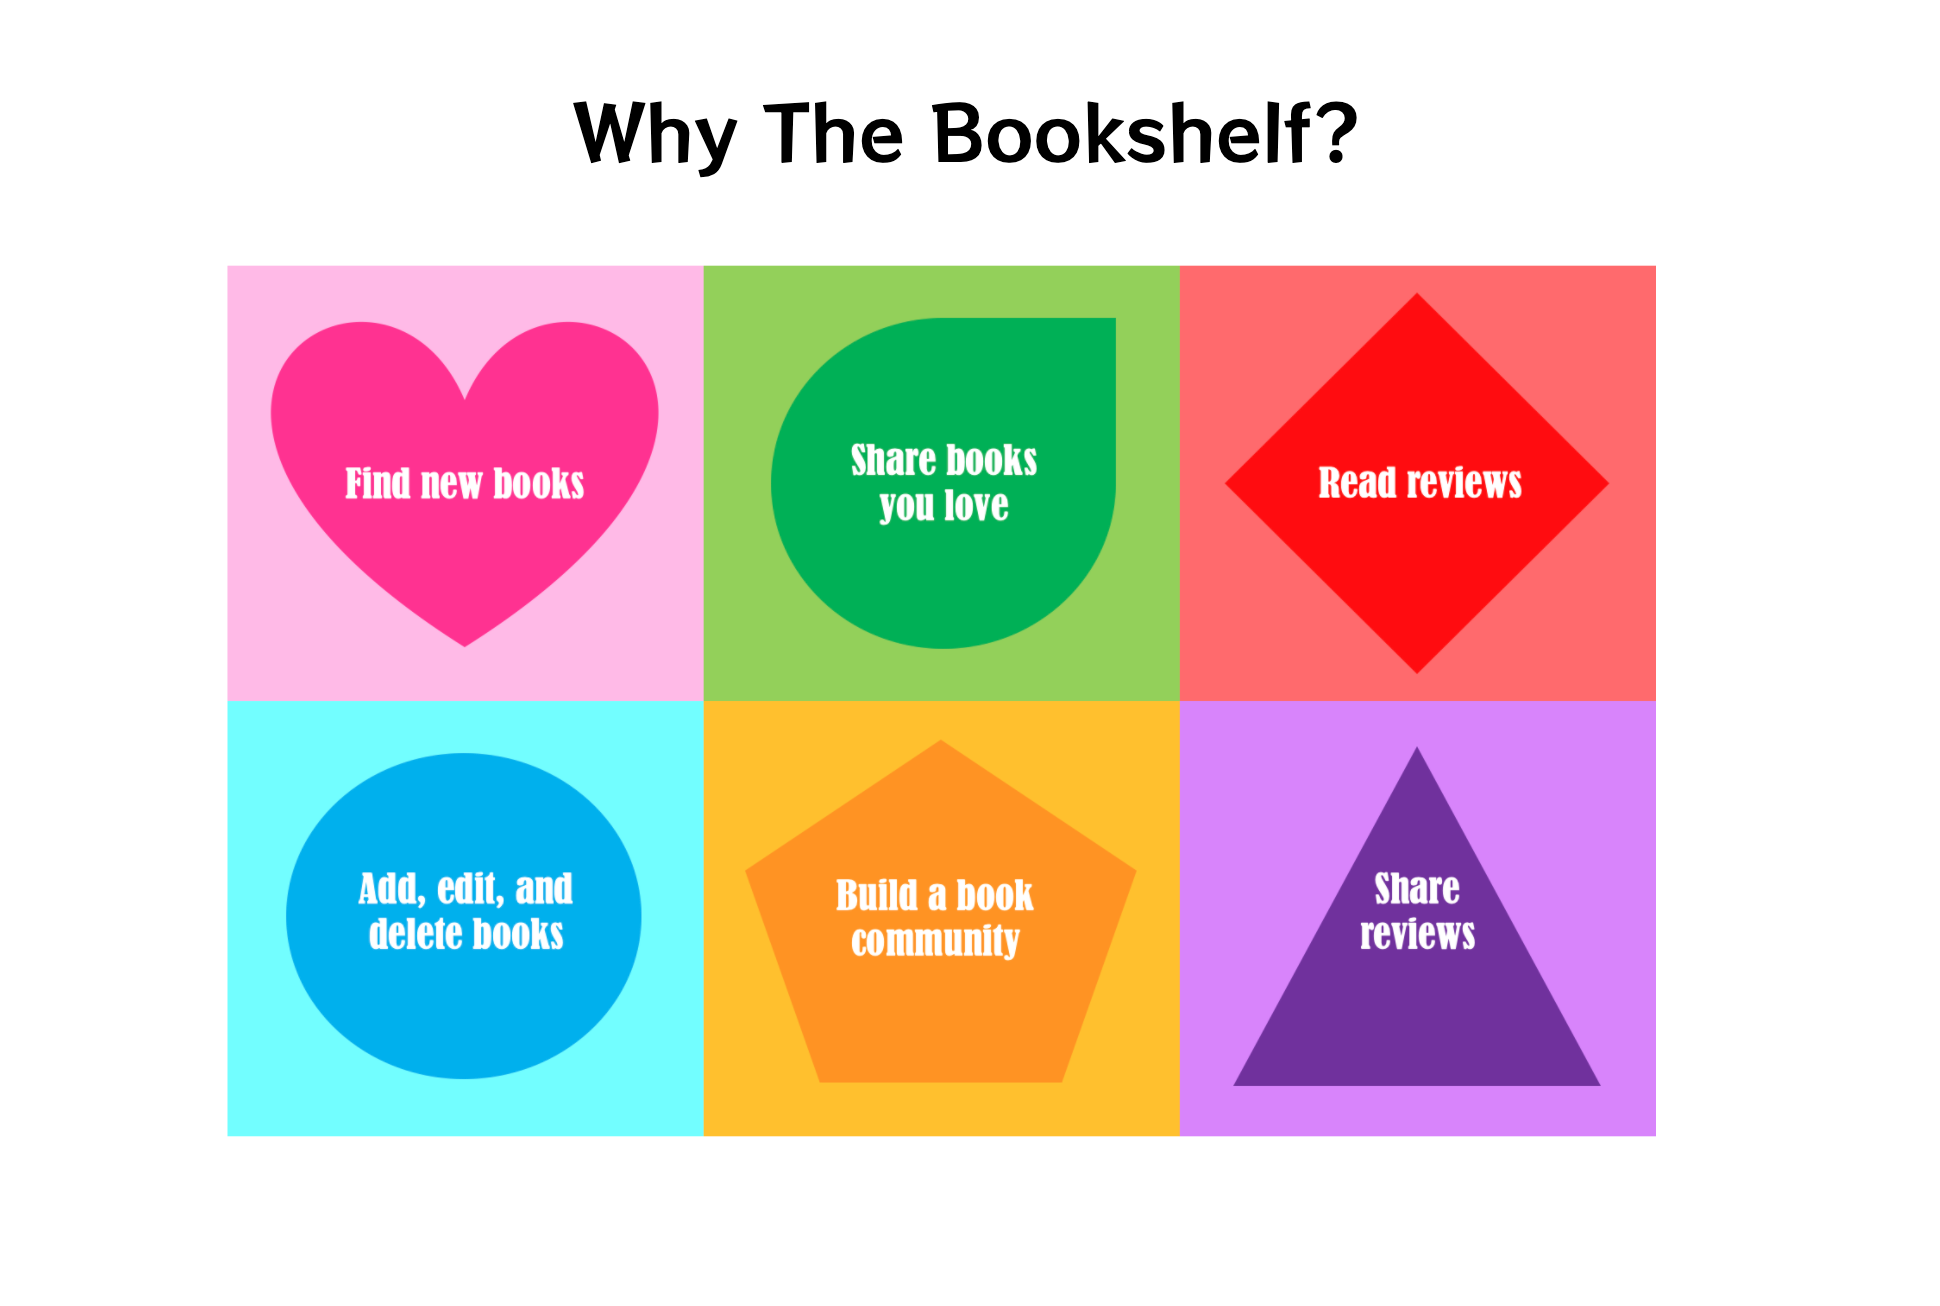 Why The Bookshelf?
Find new books
Share books
you love
Read reviews
Add, edit, and
delete books
Build a book
community
Share
reviews